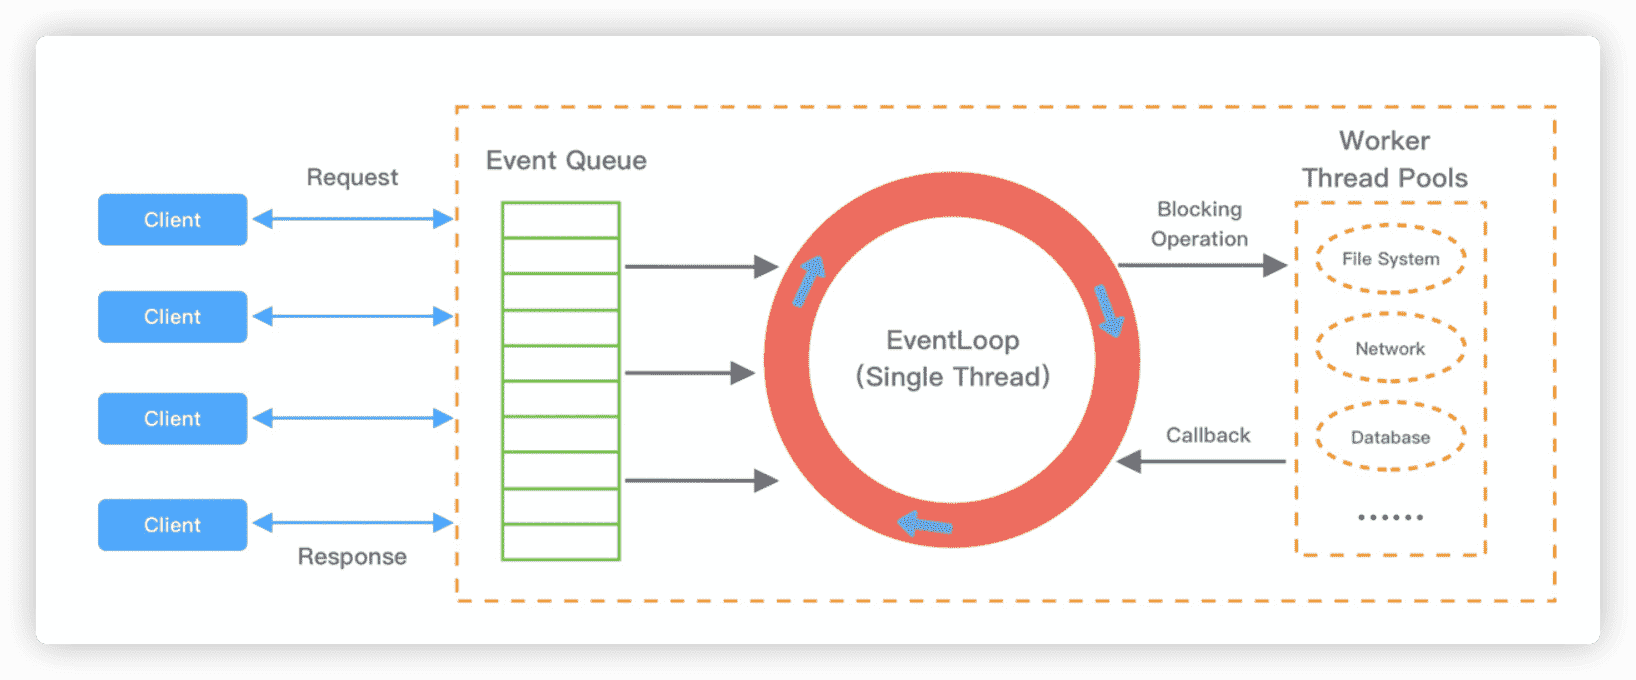 Request
Client
Client
Client
Client
Response
Event Queue
EventLoop
(Single Thread)
Blocking
Operation
Callback
Worker
Thread Pools
File System
Network
Database
......